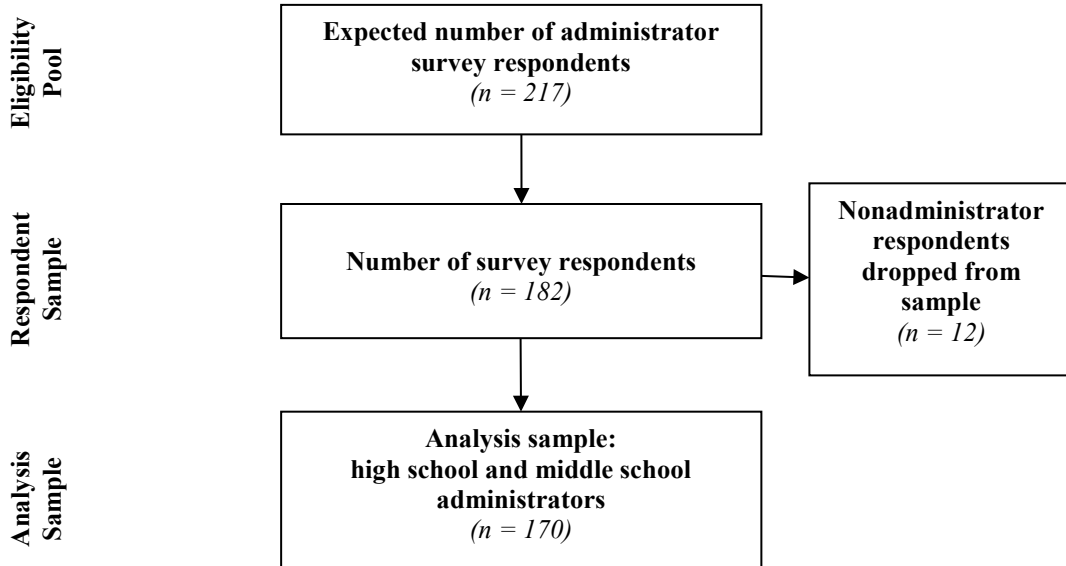 Eligibility
Pool
Expected number of administrator
survey respondents
(n = 217)
Respondent
Sample
Number of survey respondents
(n = 182)
Nonadministrator
respondents
dropped from
sample
(n = 12)
Analysis
Sample
Analysis sample:
high school and middle school
administrators
(n = 170)